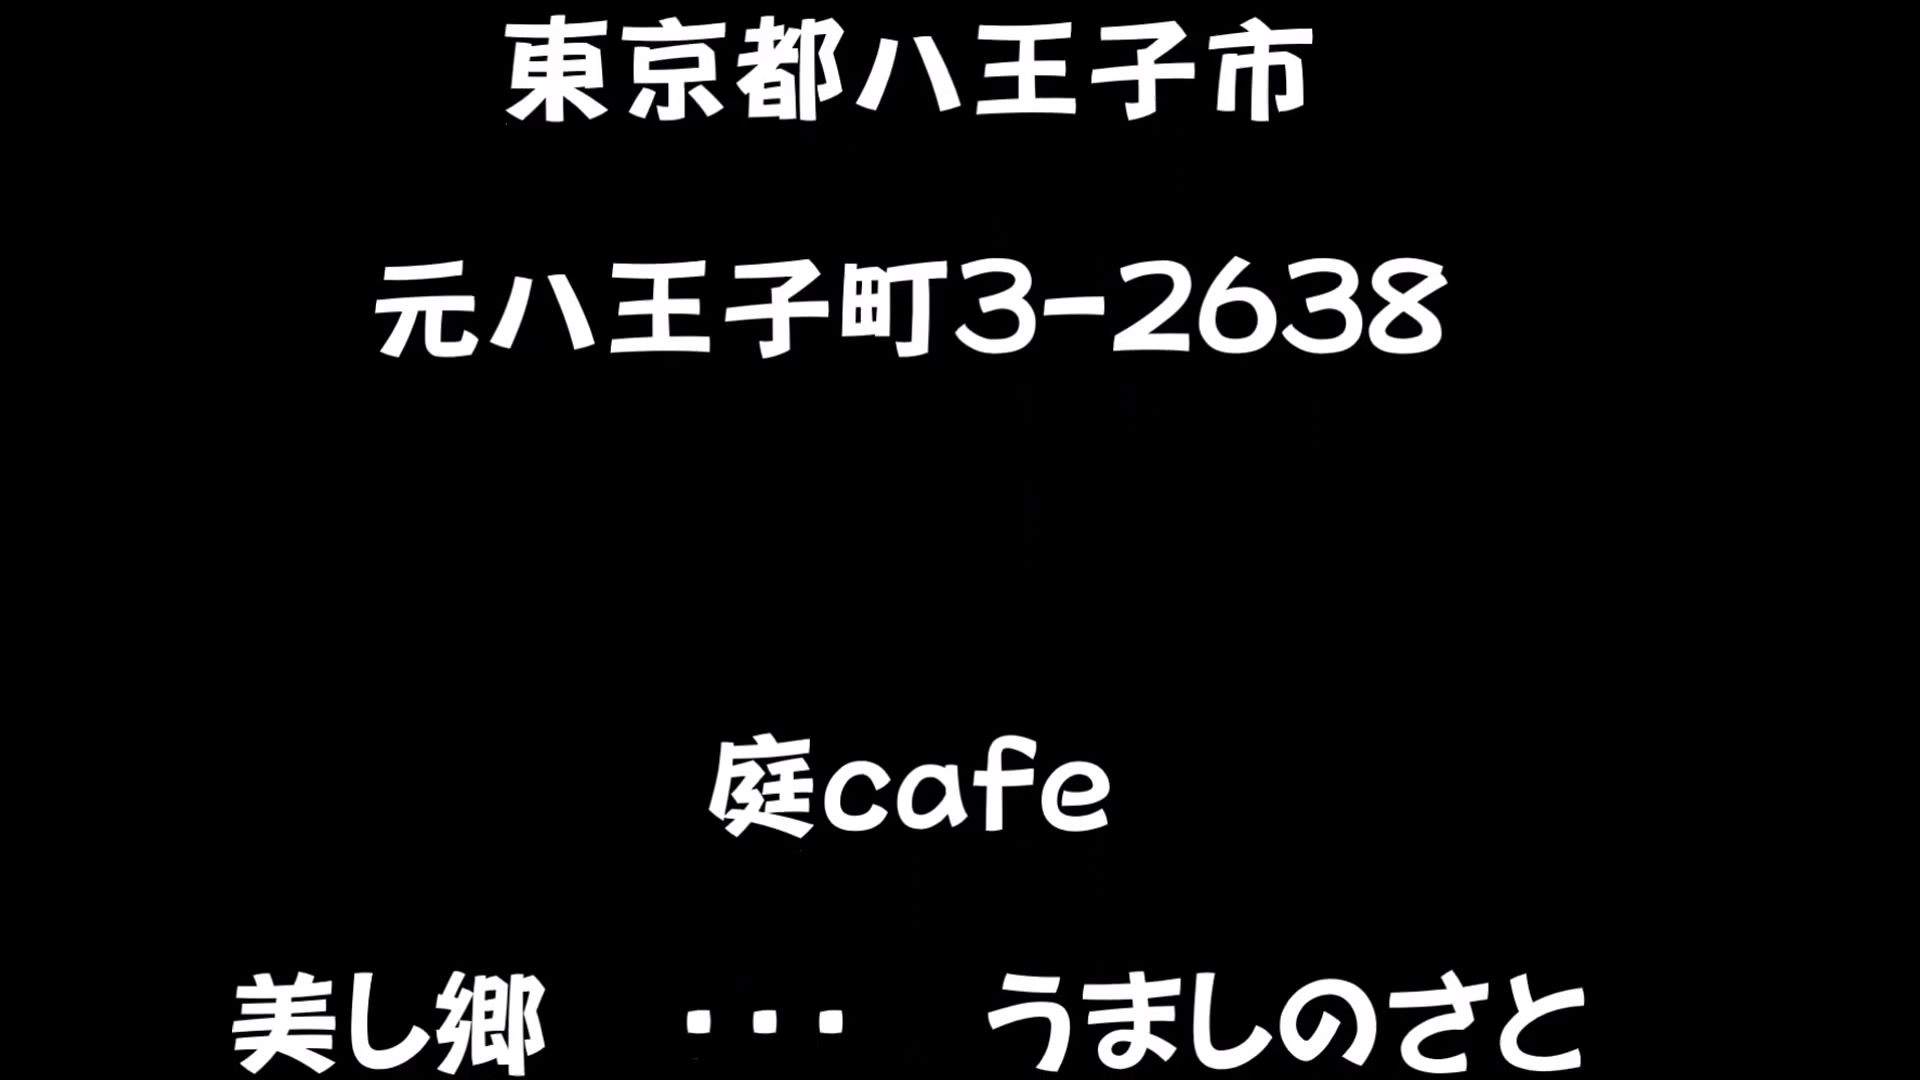 東京都八王子市
元八王子町3-2638
庭cafe
美し郷　・・・　うましのさと